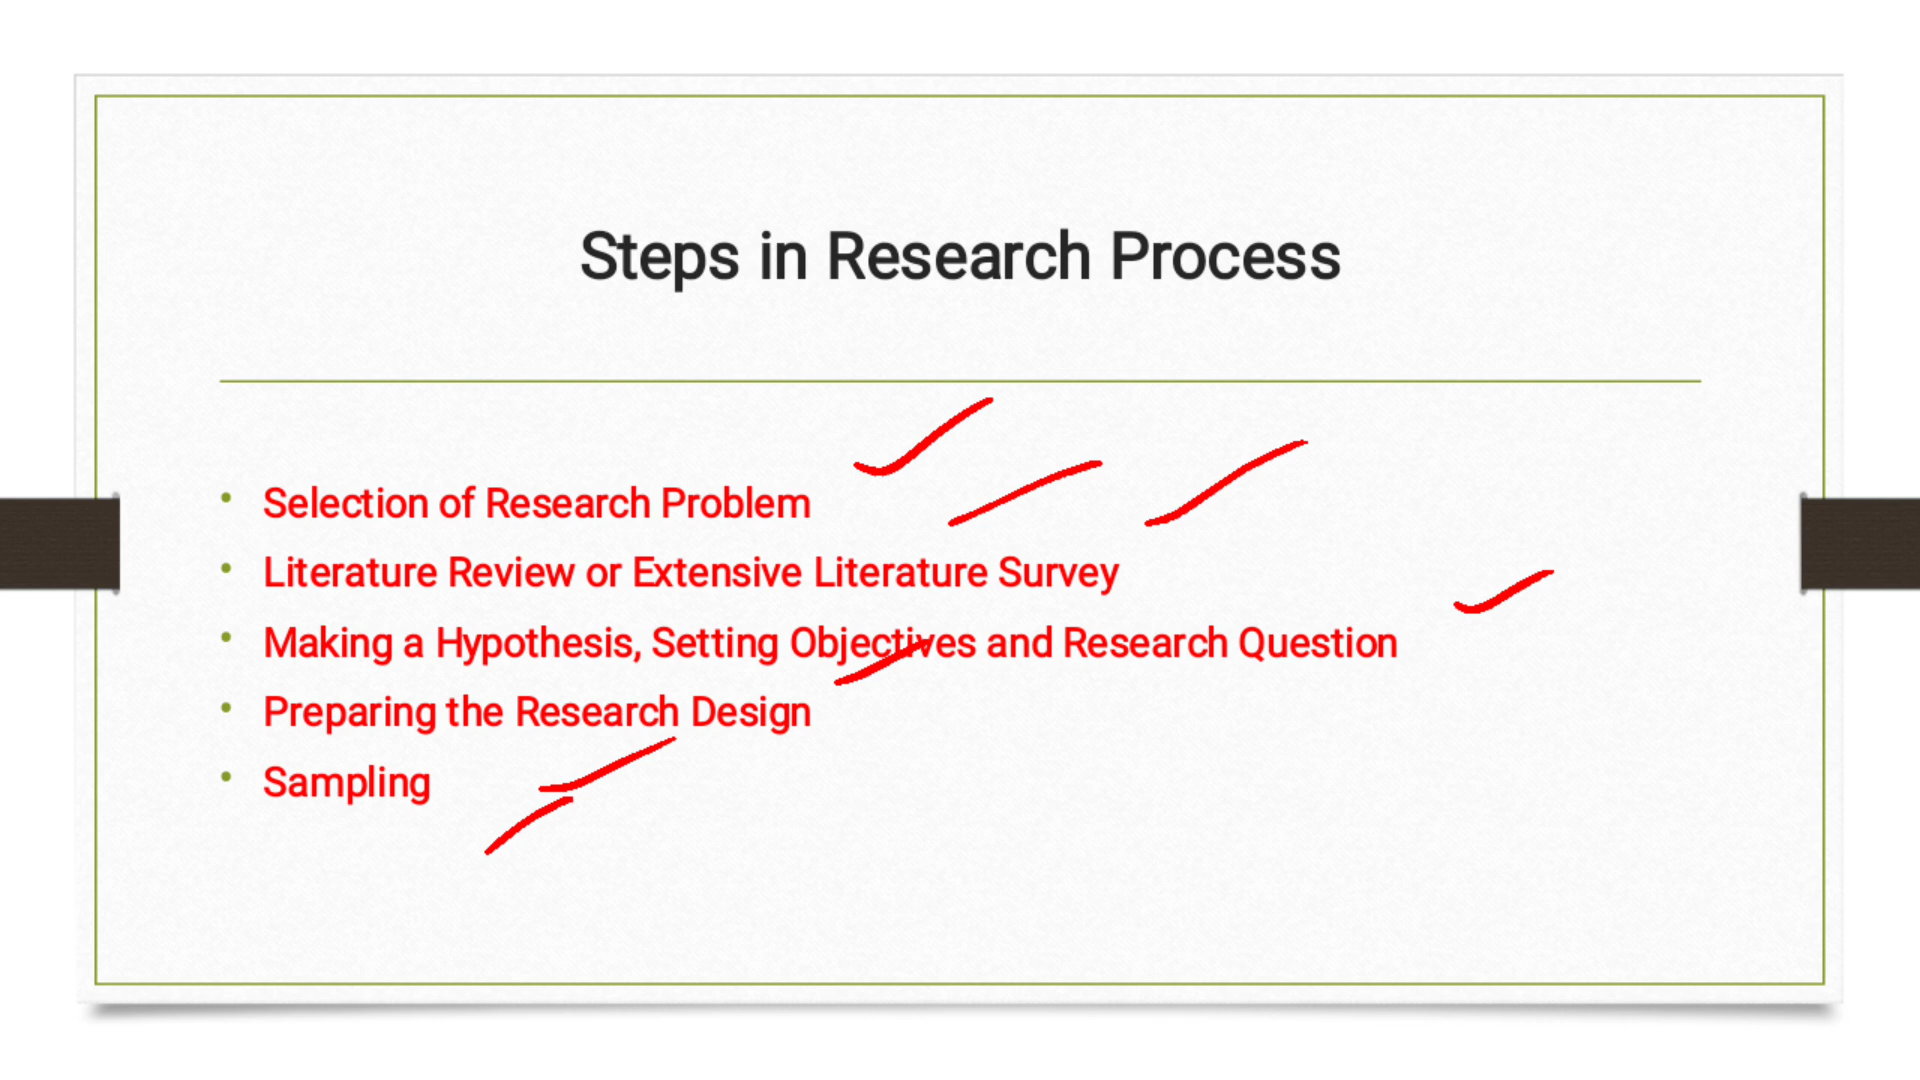 Steps in Research Process
• Selection of Research Problem
• Literature Review or Extensive Literature Survey
• Making a Hypothesis, Setting Objectives and Research Question
• Preparing the Research Design
• Sampling